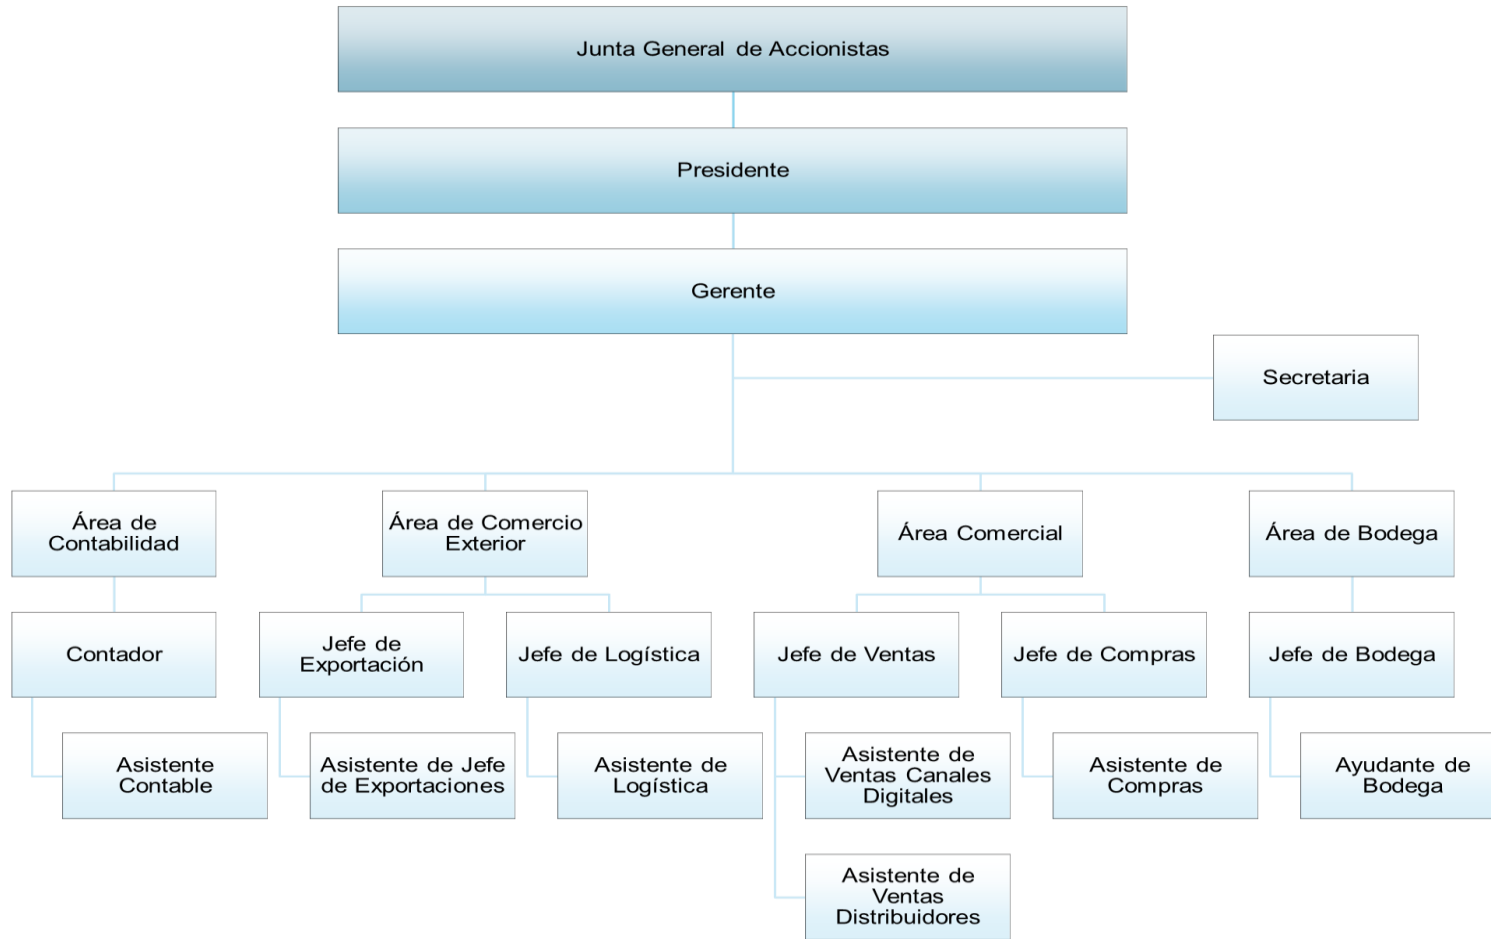 Junta General de Accionistas
Presidente
Gerente
Secretaria
Área de
Contabilidad
Área de Comercio
Exterior
Área Comercial
Área de Bodega
Contador
Jefe de
Exportación
Jefe de Logística
Jefe de Ventas
Jefe de Compras
Jefe de Bodega
Asistente
Contable
Asistente de Jefe
de Exportaciones
Asistente de
Logística
Asistente de
Ventas Canales
Digitales
Asistente de
Compras
Ayudante de
Bodega
Asistente de
Ventas
Distribuidores